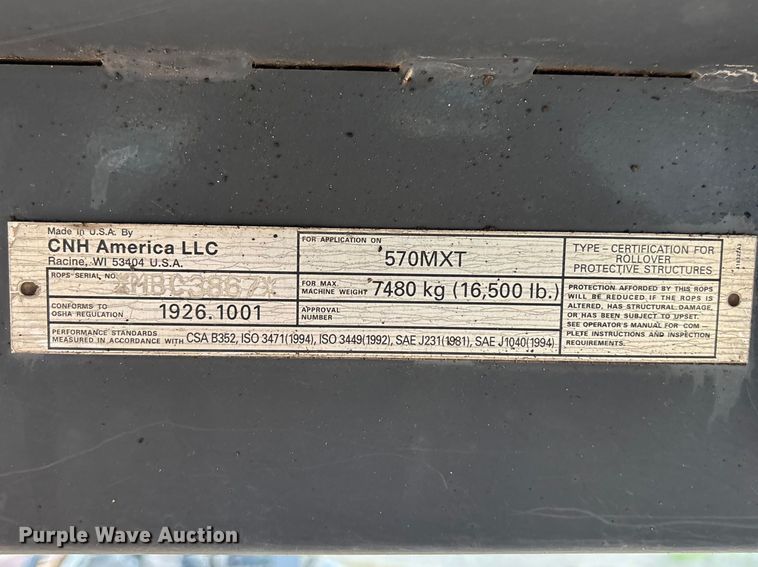 Made in U.S.A. By
CNH America LLC
Racine, WI 53404 U.S.A.
ROPS SERIAL NO.
CONFORMS TO
OSHA REGULATION 1926.1001
FOR APPLICATION ON 570MXT
FOR MAX.
MACHINE WEIGHT 7480 kg (16,500 lb.)
APPROVAL
NUMBER
PERFORMANCE STANDARDS
MEASURED IN ACCORDANCE WITH CSA B352, ISO 3471(1994), ISO 3449(1992), SAE J231(1981), SAE J1040(1994)
TYPE - CERTIFICATION FOR
ROLLOVER
PROTECTIVE STRUCTURES
PROTECTION AFFORDED BY THIS ROPS
WILL BE REDUCED IF THE ROPS IS
ALTERED, HAS STRUCTURAL DAMAGE,
OR HAS BEEN SUBJECT TO UPSET.
SEE OPERATOR'S MANUAL FOR COM
PLETE INSTRUCTIONS AND INSPECTION
REQUIREMENTS.
Purple Wave Auction